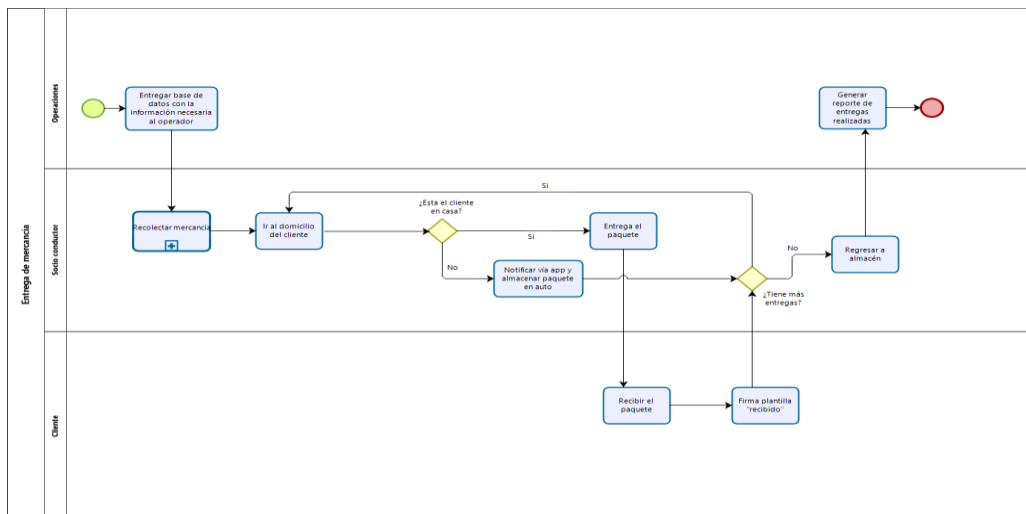 Entrega de mercancia
Operaciones
Entregar base de
datos con la
información necesaria
al operador
Generar
reporte de
entregas
realizadas
Socio conductor
Si
¿Esta el cliente
en casa?
Recolectar mercancia
Ir al domicilio
del cliente
Si
Entrega el
paquete
No
Notificar vía app y
almacenar paquete
en auto
No
Regresar a
almacén
¿Tiene más
entregas?
Cliente
Recibir el
paquete
Firma plantilla
"recibido"